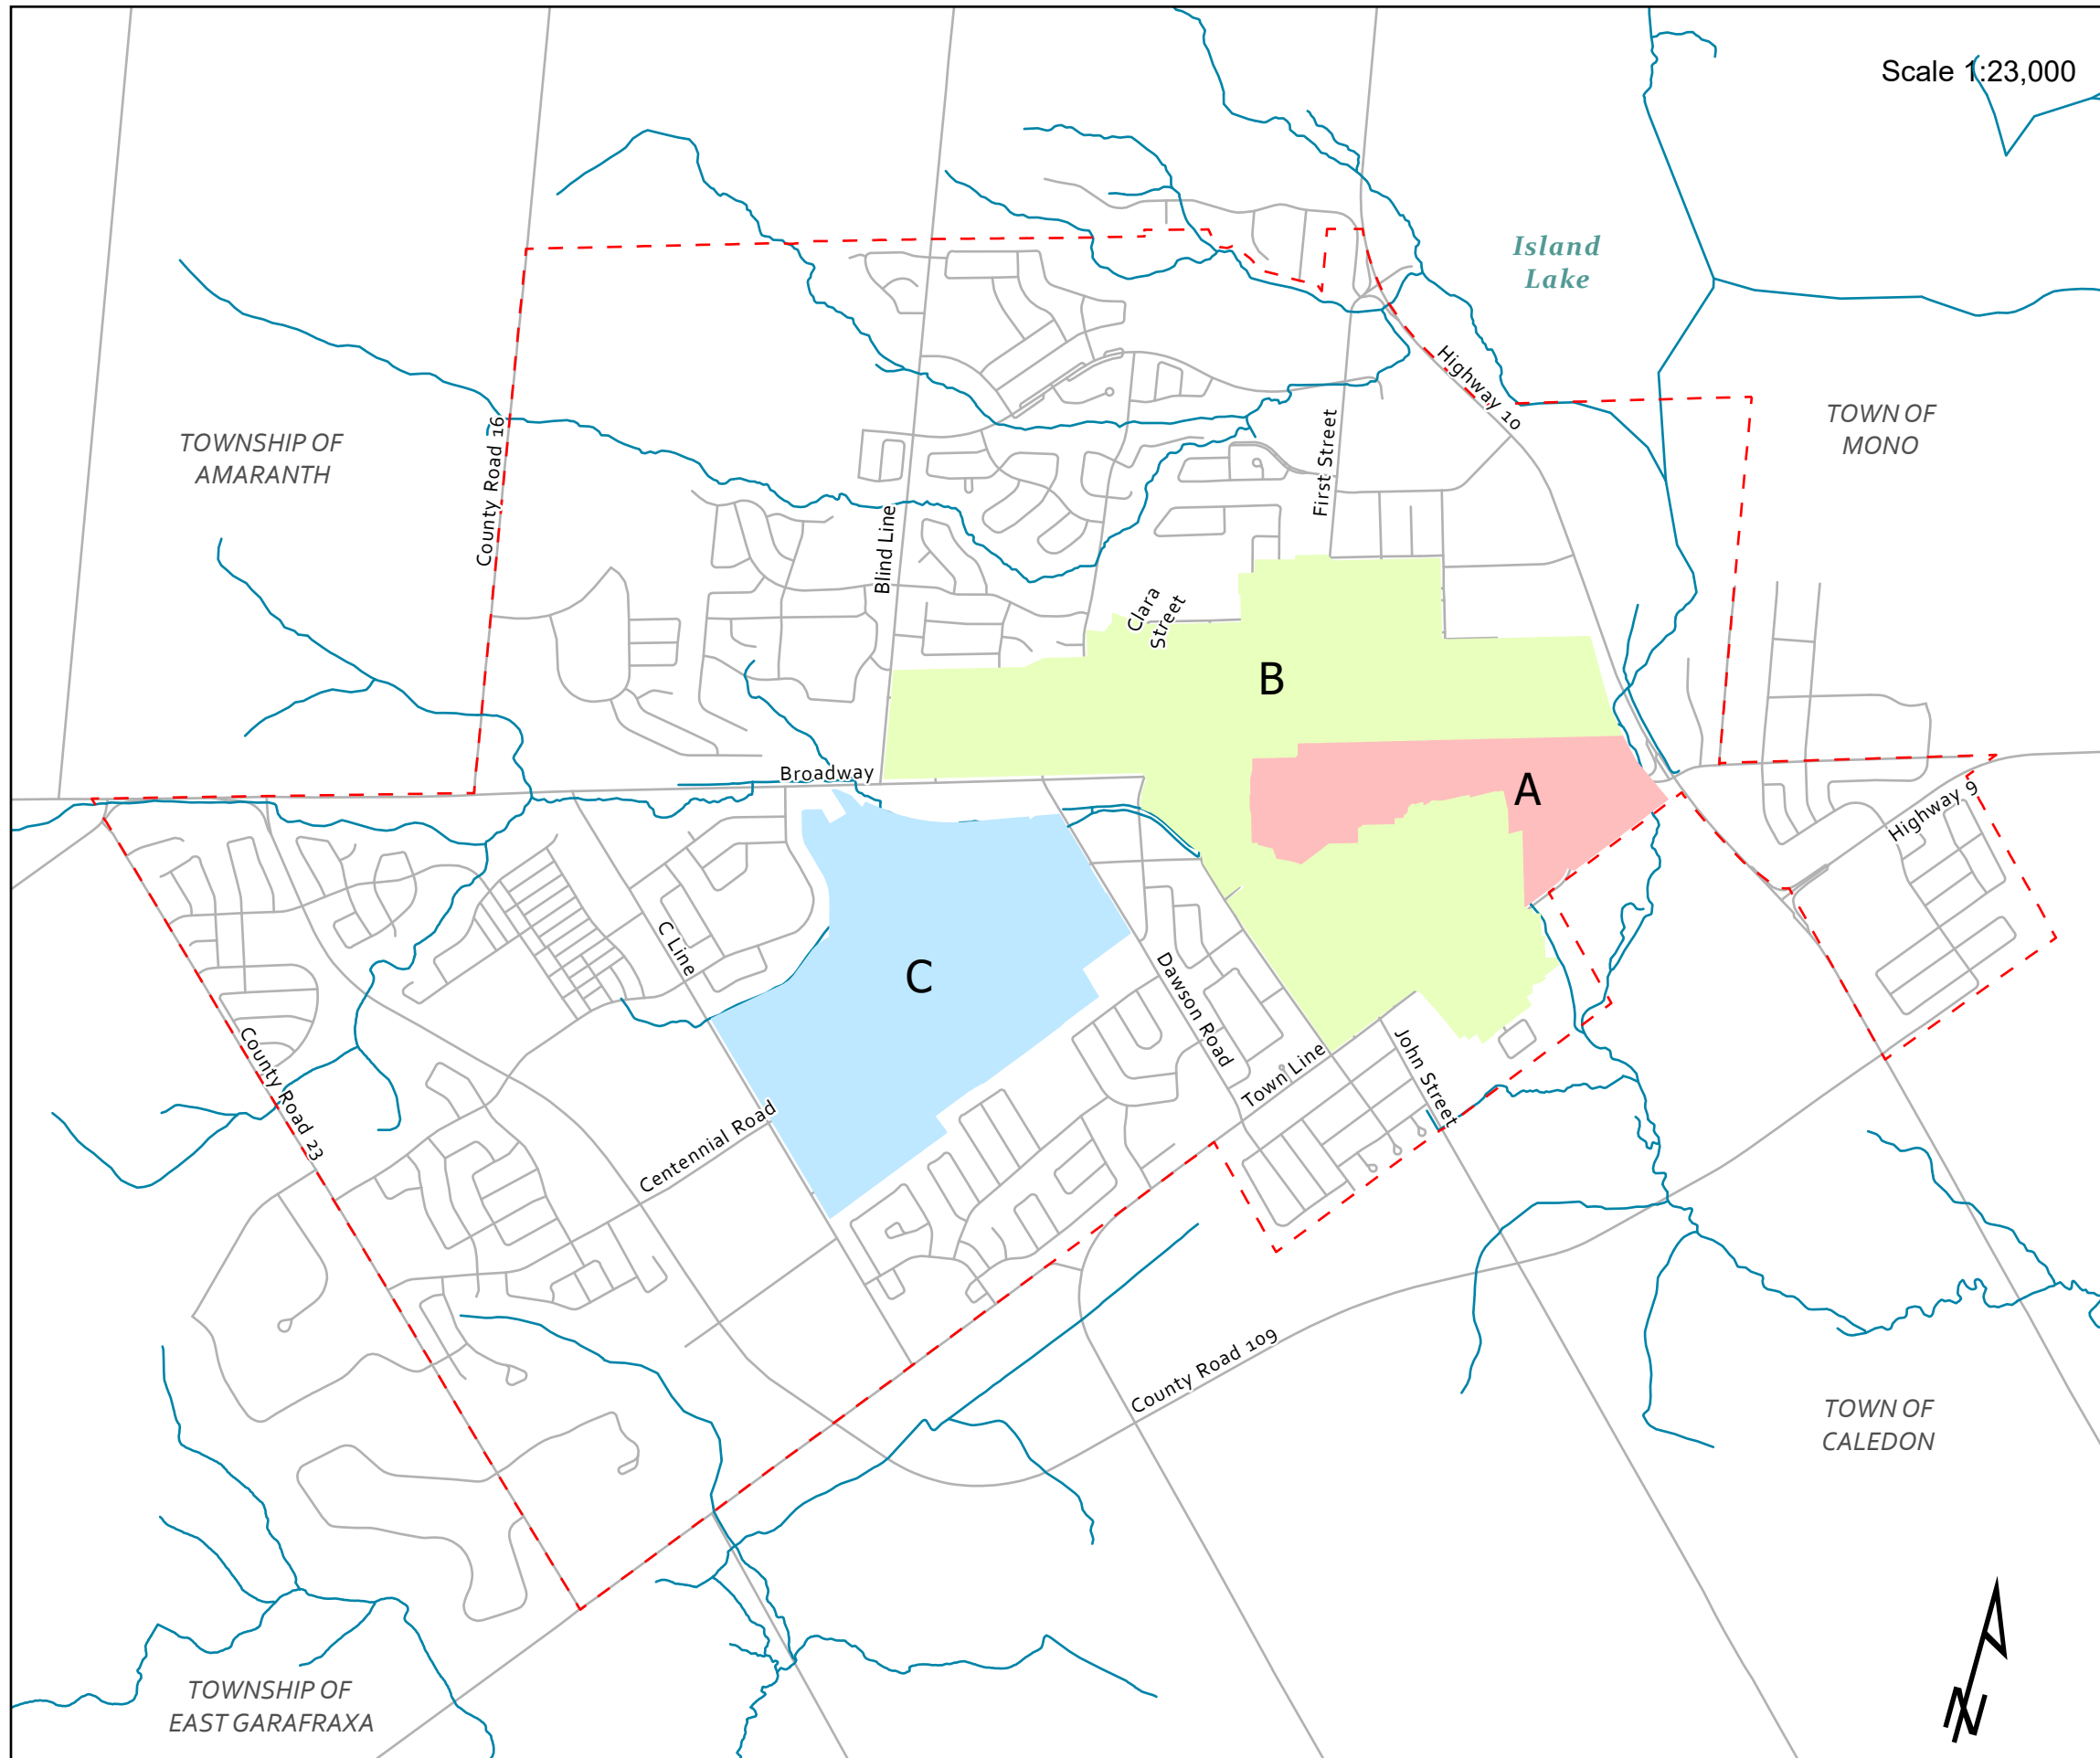 Scale 1:23,000
Island
Lake
Highway 10
TOWNSHIP OF
AMARANTH
TOWN OF
MONO
County Road 16
First Street
Blind Line
Clara
Street
B
Broadway
A
Highway 9
C Line
C
Dawson Road
County Road 23
Town Line
John Street
Centennial Road
County Road 109
TOWN OF
CALEDON
TOWNSHIP OF
EAST GARAFRAXA
N